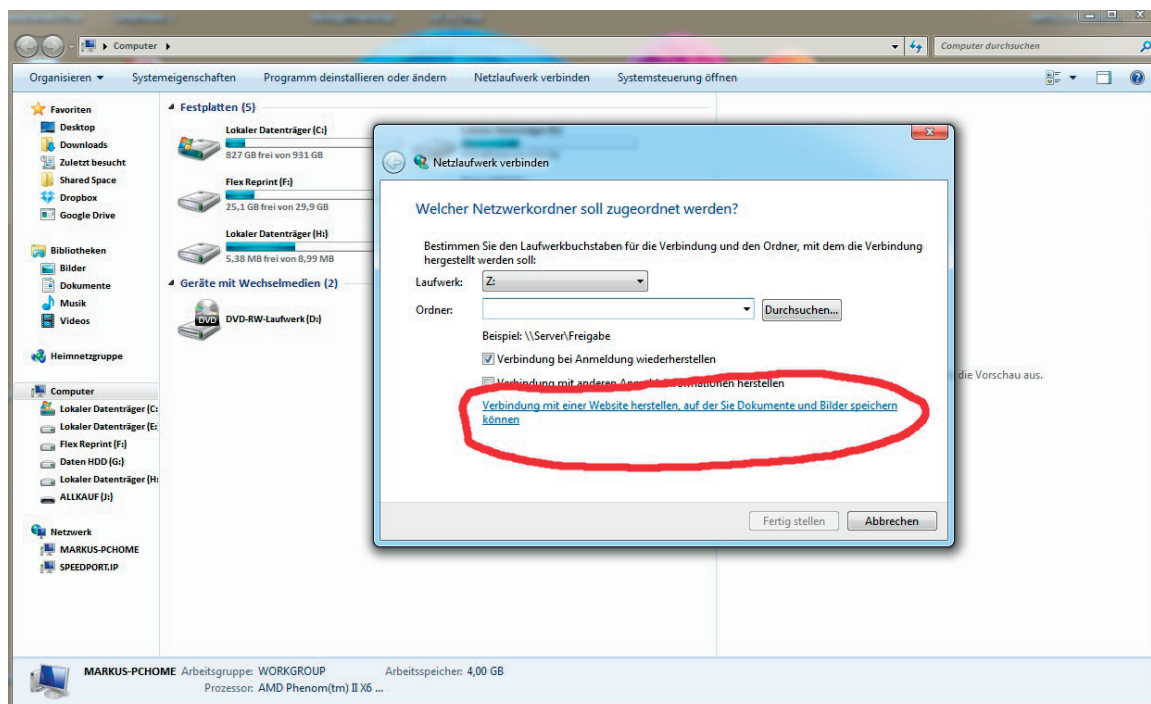 Computer
Computer durchsuchen
Organisieren
Systemeigenschaften
Programm deinstallieren oder ändern
Netzlaufwerk verbinden
Systemsteuerung öffnen
Favoriten
Desktop
Downloads
Zuletzt besucht
Shared Space
Dropbox
Google Drive
Bibliotheken
Bilder
Dokumente
Musik
Videos
Heimnetzgruppe
Computer
Lokaler Datenträger (C:
Lokaler Datenträger (E:
Flex Reprint (F:)
Daten HDD (G:)
Lokaler Datenträger (H:
ALLKAUF (J:)
Netzwerk
MARKUS-PCHOME
SPEEDPORT.IP
Festplatten (5)
Lokaler Datenträger (C:)
827 GB frei von 931 GB
Flex Reprint (F:)
25,1 GB frei von 29,9 GB
Lokaler Datenträger (H:)
5,38 MB frei von 8,99 MB
Geräte mit Wechselmedien (2)
DVD
DVD-RW-Laufwerk (D:)
Netzlaufwerk verbinden
Welcher Netzwerkordner soll zugeordnet werden?
Bestimmen Sie den Laufwerkbuchstaben für die Verbindung und den Ordner, mit dem die Verbindung
hergestellt werden soll:
Laufwerk: Z:
Ordner: Durchsuchen...
Beispiel: \\Server\Freigabe
Verbindung bei Anmeldung wiederherstellen
Verbindung mit anderen Anmeldeinformationen herstellen
Verbindung mit einer Website herstellen, auf der Sie Dokumente und Bilder speichern
können
Fertig stellen
Abbrechen
die Vorschau aus.
MARKUS-PCHOME Arbeitsgruppe: WORKGROUP Arbeitsspeicher: 4,00 GB
Prozessor: AMD Phenom(tm) II X6 ...